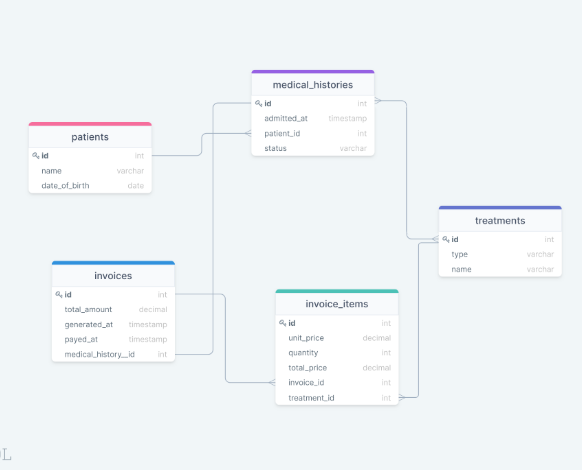 medical_histories
id int
admitted_at timestamp
patient_id int
status varchar
patients
id int
name varchar
date_of_birth date
treatments
id int
type varchar
name varchar
invoices
id int
total_amount decimal
generated_at timestamp
payed_at timestamp
medical_history__id int
invoice_items
id int
unit_price decimal
quantity int
total_price decimal
invoice_id int
treatment_id int